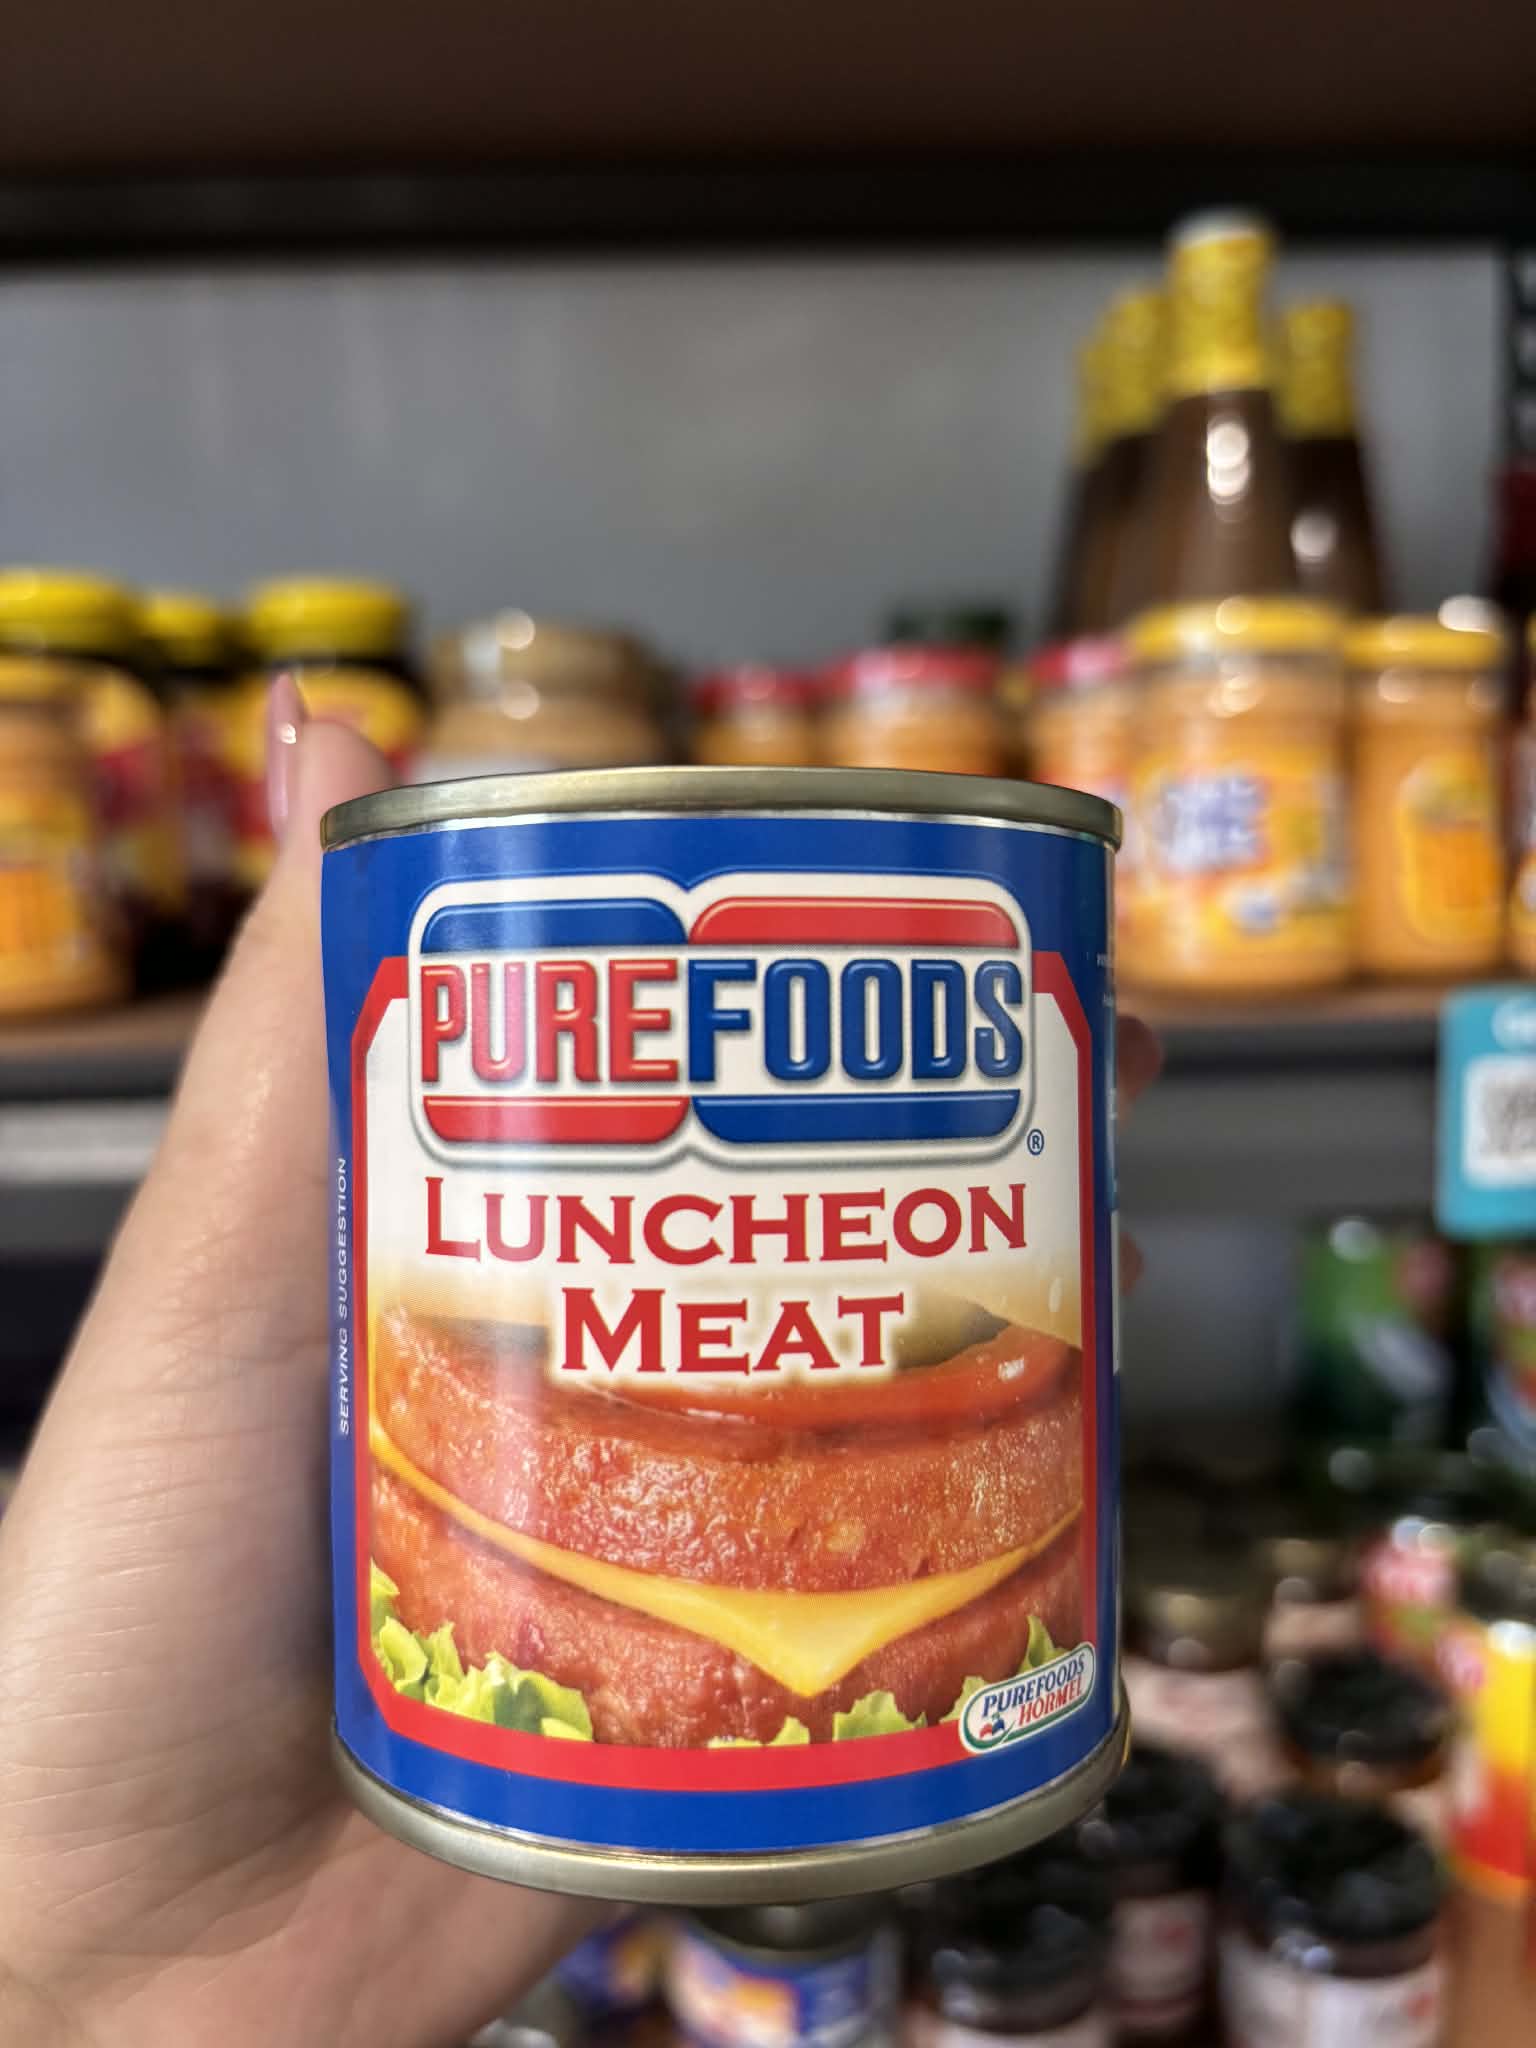 PUREFOODS
®
LUNCHEON
MEAT
SERVING SUGGESTION
PUREFOODS
HORMEL